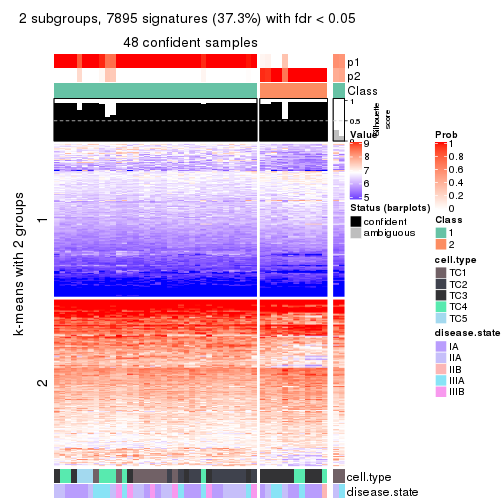 2 subgroups, 7895 signatures (37.3%) with fdr < 0.05
48 confident samples
p1
p2
Class
1
0.5
0
Silhouette
score
k-means with 2 groups
1
2
cell.type
disease.state
Value
9
8
7
6
5
Status (barplots)
confident
ambiguous
Prob
1
0.8
0.6
0.4
0.2
0
Class
1
2
cell.type
TC1
TC2
TC3
TC4
TC5
disease.state
IA
IIA
IIB
IIIA
IIIB